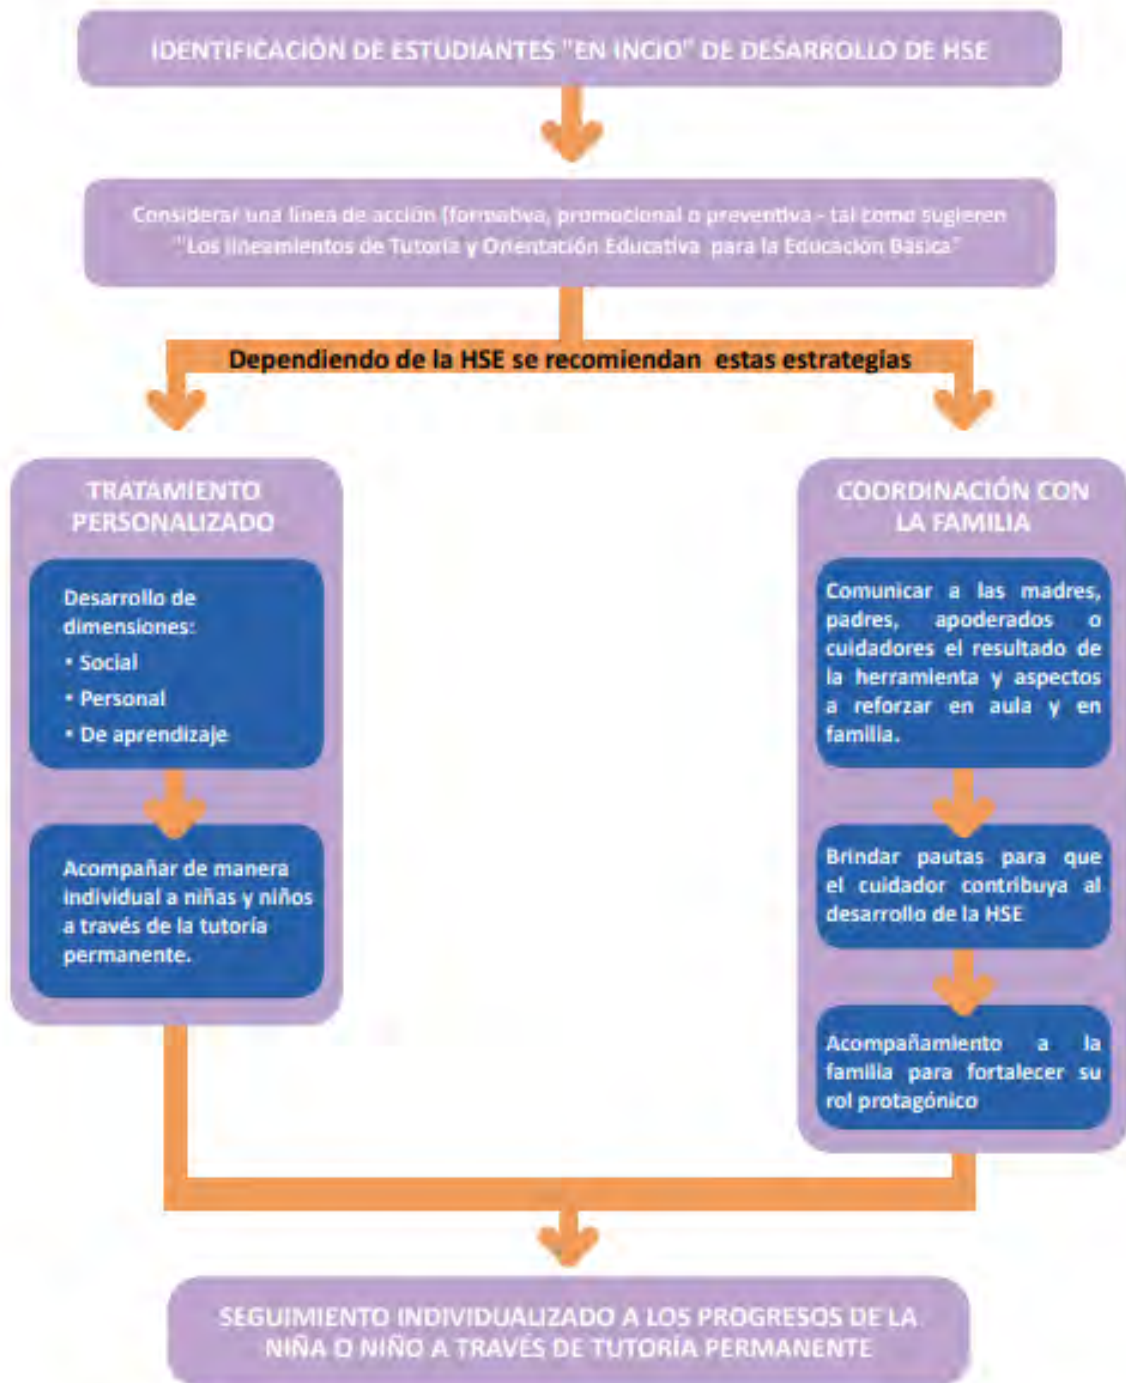 IDENTIFICACIÓN DE ESTUDIANTES "EN INCIO" DE DESARROLLO DE HSE
Considerar una línea de acción (formativa, promocional o preventiva - tal como sugieren
"Los lineamientos de Tutoría y Orientación Educativa para la Educación Básica"
Dependiendo de la HSE se recomiendan estas estrategias
TRATAMIENTO
PERSONALIZADO
Desarrollo de
dimensiones:
• Social
• Personal
• De aprendizaje
Acompañar de manera
individual a niñas y niños
a través de la tutoría
permanente.
COORDINACIÓN CON
LA FAMILIA
Comunicar a las madres,
padres, apoderados o
cuidadores el resultado de
la herramienta y aspectos
a reforzar en aula y en
familia.
Brindar pautas para que
el cuidador contribuya al
desarrollo de la HSE
Acompañamiento a la
familia para fortalecer su
rol protagónico
SEGUIMIENTO INDIVIDUALIZADO A LOS PROGRESOS DE LA
NIÑA O NIÑO A TRAVÉS DE TUTORÍA PERMANENTE